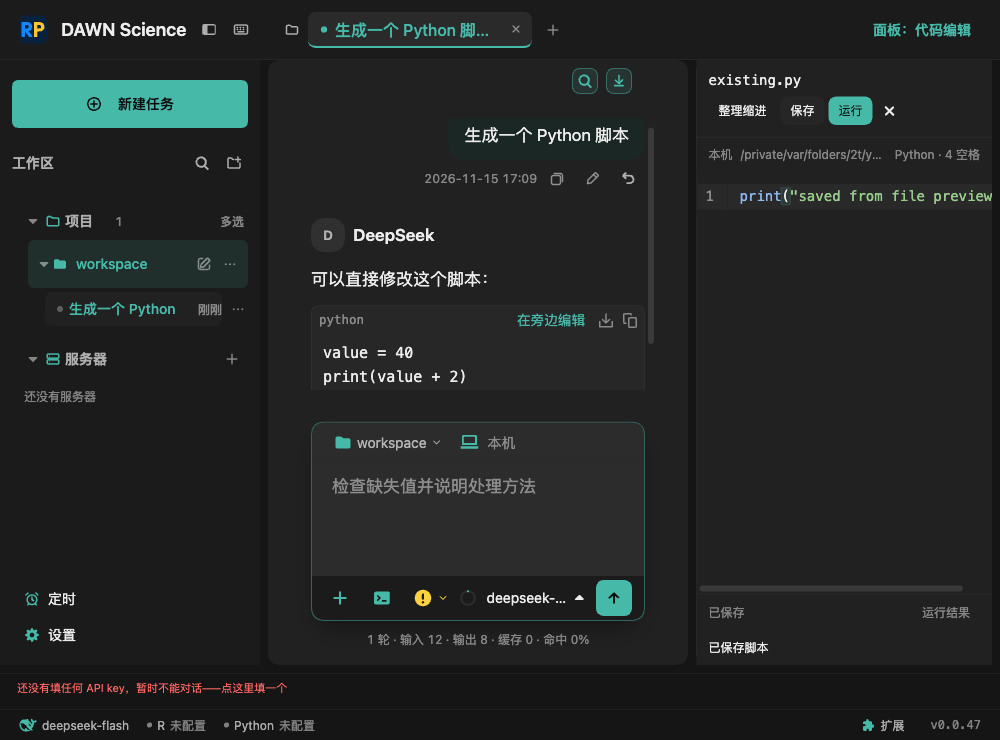 RP DAWN Science
生成一个 Python 脚...
面板：代码编辑
新建任务
工作区
项目 1 多选
workspace
生成一个 Python 刚刚
服务器
还没有服务器
定时
设置
生成一个 Python 脚本
2026-11-15 17:09
D DeepSeek
可以直接修改这个脚本：
python 在旁边编辑
value = 40
print(value + 2)
workspace 本机
检查缺失值并说明处理方法
deepseek-...
1 轮 · 输入 12 · 输出 8 · 缓存 0 · 命中 0%
existing.py
整理缩进 保存 运行
本机 /private/var/folders/2t/y... Python · 4 空格
1 print("saved from file preview
已保存 运行结果
已保存脚本
还没有填任何 API key，暂时不能对话——点这里填一个
deepseek-flash R 未配置 Python 未配置
扩展 v0.0.47